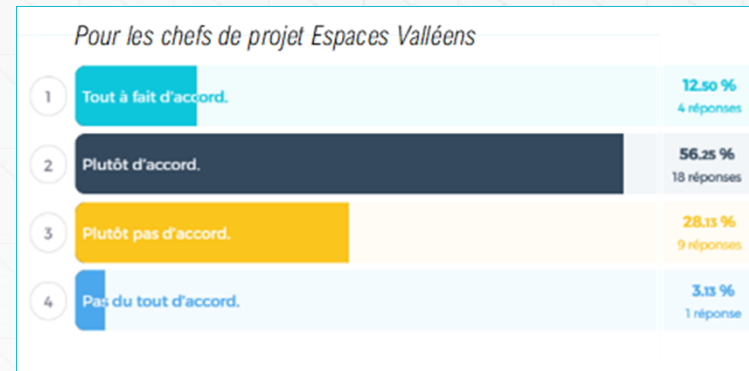 Pour les chefs de projet Espaces Valléens
1 Tout à fait d'accord. 12.50 %
4 réponses
2 Plutôt d'accord. 56.25 %
18 réponses
3 Plutôt pas d'accord. 28.13 %
9 réponses
4 Pas du tout d'accord. 3.13 %
1 réponse